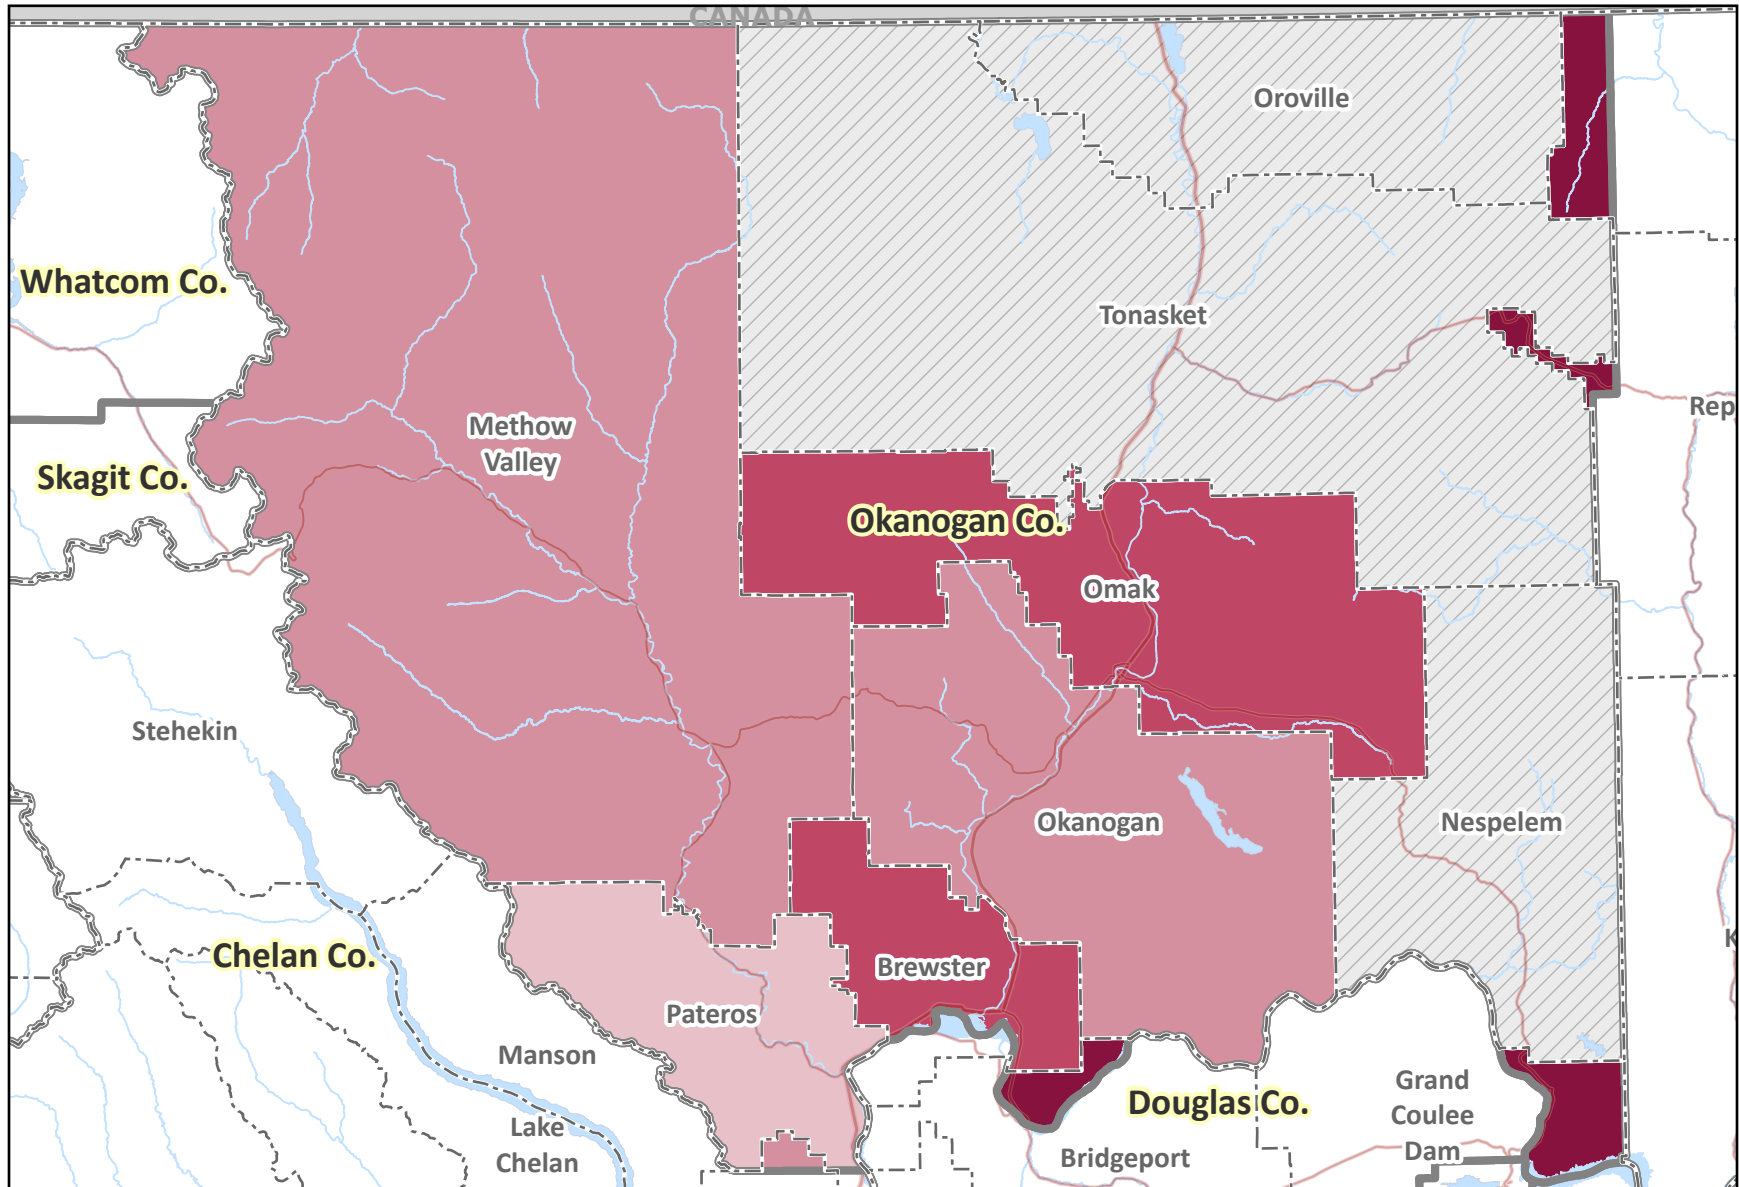 CANADA
Oroville
Whatcom Co.
Tonasket
Rep
Methow
Valley
Skagit Co.
Okanogan Co.
Omak
Stehekin
Okanogan
Nespelem
Chelan Co.
Brewster
K
Pateros
Manson
Grand
Coulee
Dam
Douglas Co.
Lake
Chelan
Bridgeport